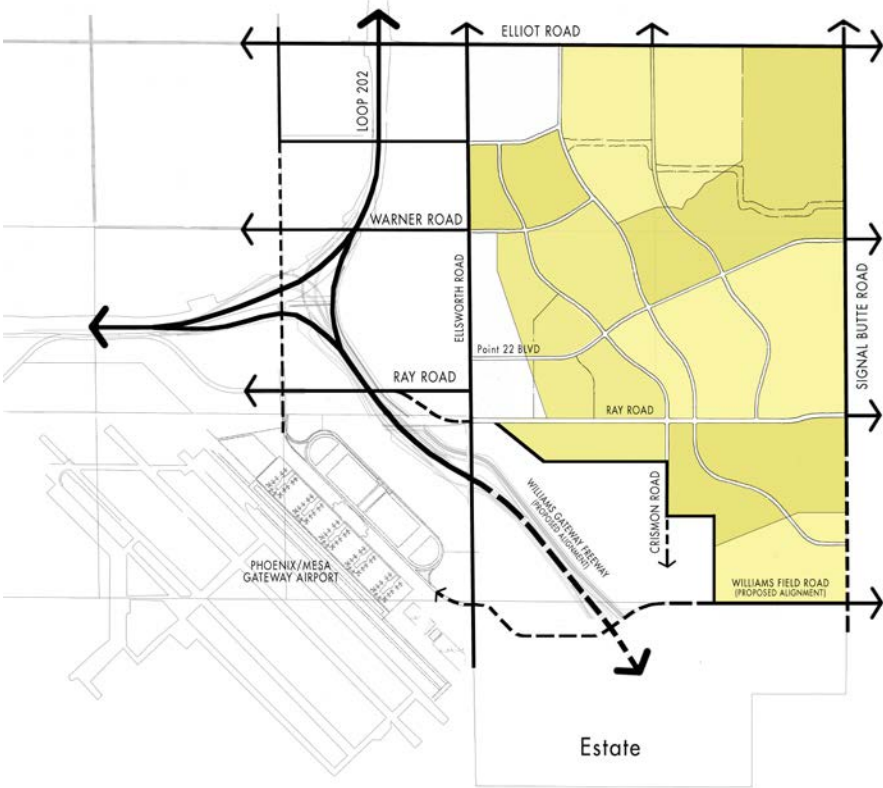 ELLIOT ROAD
LOOP 202
WARNER ROAD
ELLSWORTH ROAD
SIGNAL BUTTE ROAD
Point 22 BLVD
RAY ROAD
RAY ROAD
CRISMON ROAD
WILLIAMS GATEWAY FREEWAY
(PROPOSED ALIGNMENT)
PHOENIX/MESA
GATEWAY AIRPORT
WILLIAMS FIELD ROAD
(PROPOSED ALIGNMENT)
Estate